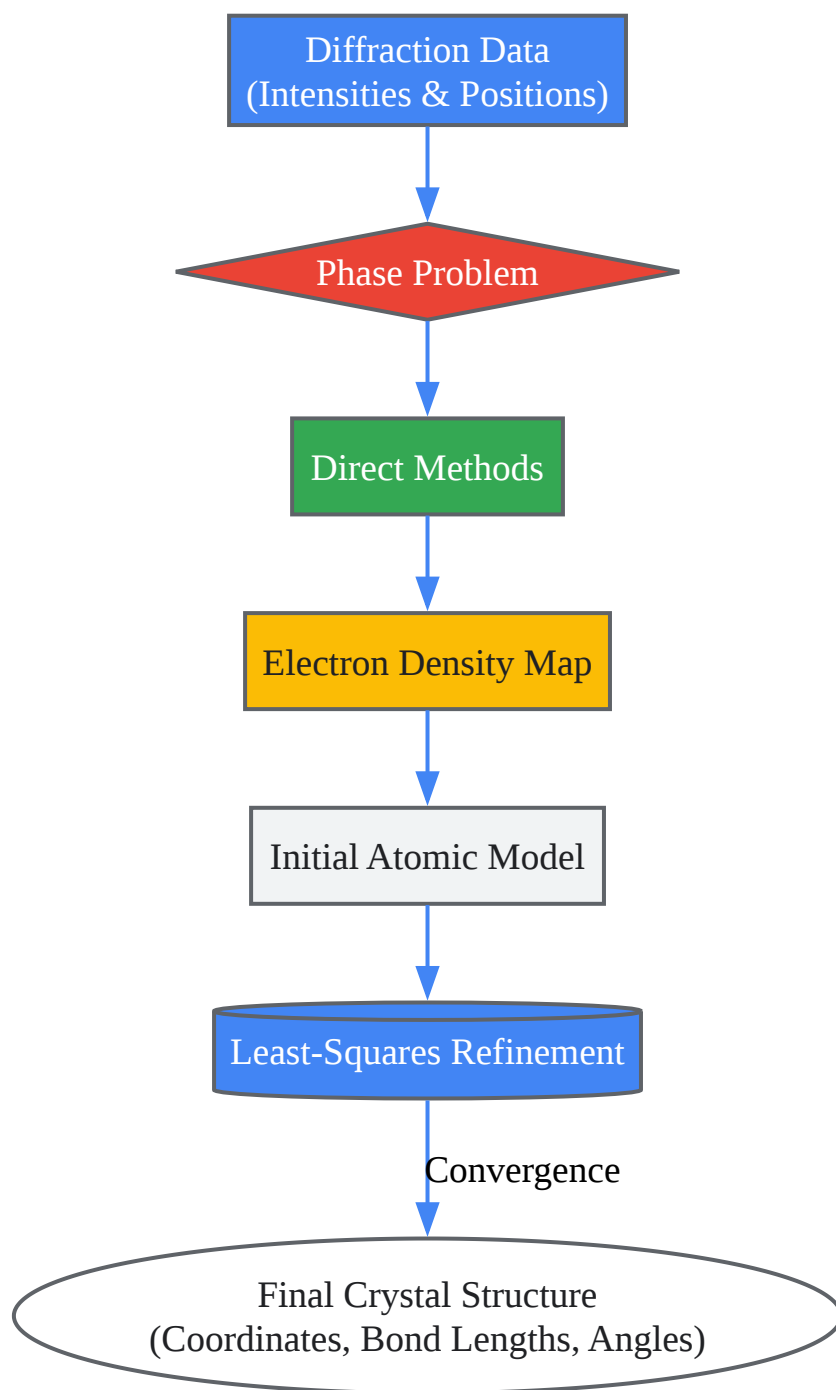 Diffraction Data
(Intensities & Positions)
Phase Problem
Direct Methods
Electron Density Map
Initial Atomic Model
Least-Squares Refinement
Convergence
Final Crystal Structure
(Coordinates, Bond Lengths, Angles)